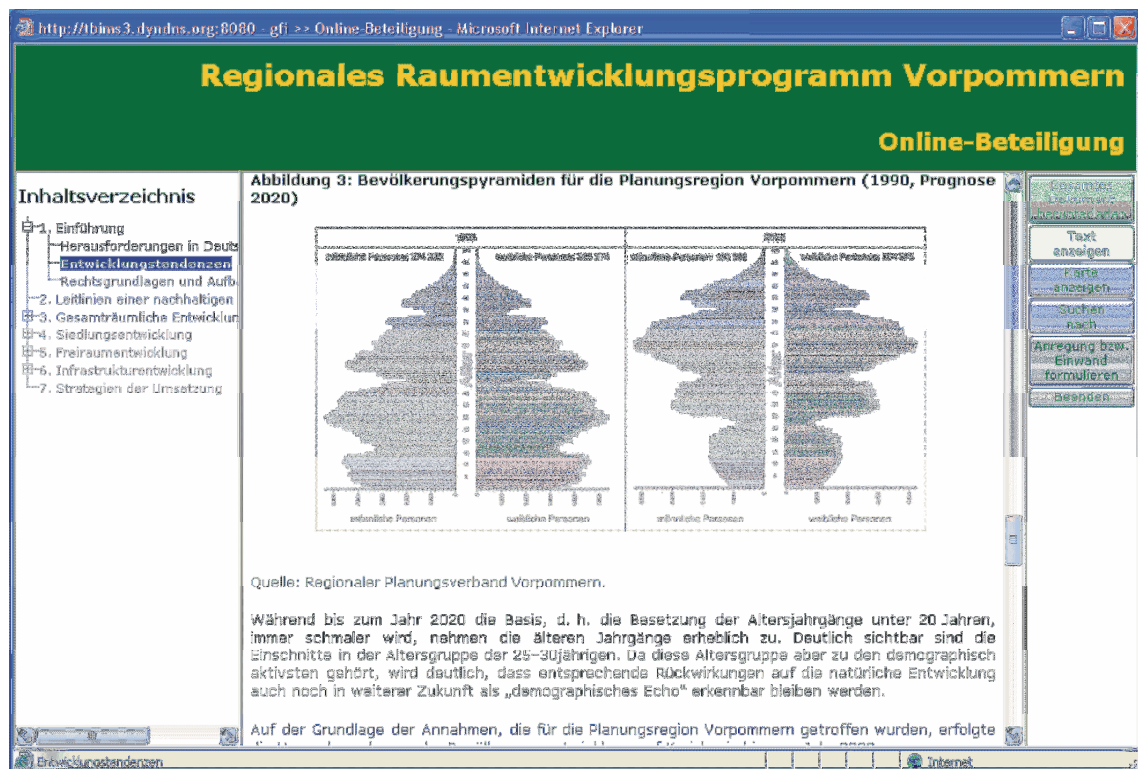 http://tbims3.dyndns.org:8080 - gfi >> Online-Beteiligung - Microsoft Internet Explorer
Regionales Raumentwicklungsprogramm Vorpommern
Online-Beteiligung
Inhaltsverzeichnis
1. Einführung
Herausforderungen in Deuts
Entwicklungstendenzen
Rechtsgrundlagen und Aufb
2. Leitlinien einer nachhaltigen
3. Gesamträumliche Entwicklun
4. Siedlungsentwicklung
5. Freiraumentwicklung
6. Infrastrukturentwicklung
7. Strategien der Umsetzung
Abbildung 3: Bevölkerungspyramiden für die Planungsregion Vorpommern (1990, Prognose
2020)
männliche Personen
weibliche Personen
männliche Personen
weibliche Personen
Quelle: Regionaler Planungsverband Vorpommern.
Während bis zum Jahr 2020 die Basis, d. h. die Besetzung der Altersjahrgänge unter 20 Jahren,
immer schmaler wird, nehmen die älteren Jahrgänge erheblich zu. Deutlich sichtbar sind die
Einschnitte in der Altersgruppe der 25-30jährigen. Da diese Altersgruppe aber zu den demographisch
aktivsten gehört, wird deutlich, dass entsprechende Rückwirkungen auf die natürliche Entwicklung
auch noch in weiterer Zukunft als „demographisches Echo" erkennbar bleiben werden.
Auf der Grundlage der Annahmen, die für die Planungsregion Vorpommern getroffen wurden, erfolgte
Gesamtes
Dokument
Text
anzeigen
Karte
anzeigen
Suchen
nach
Anregung bzw.
Einwand
formulieren
Beenden
Entwicklungstendenzen
Internet